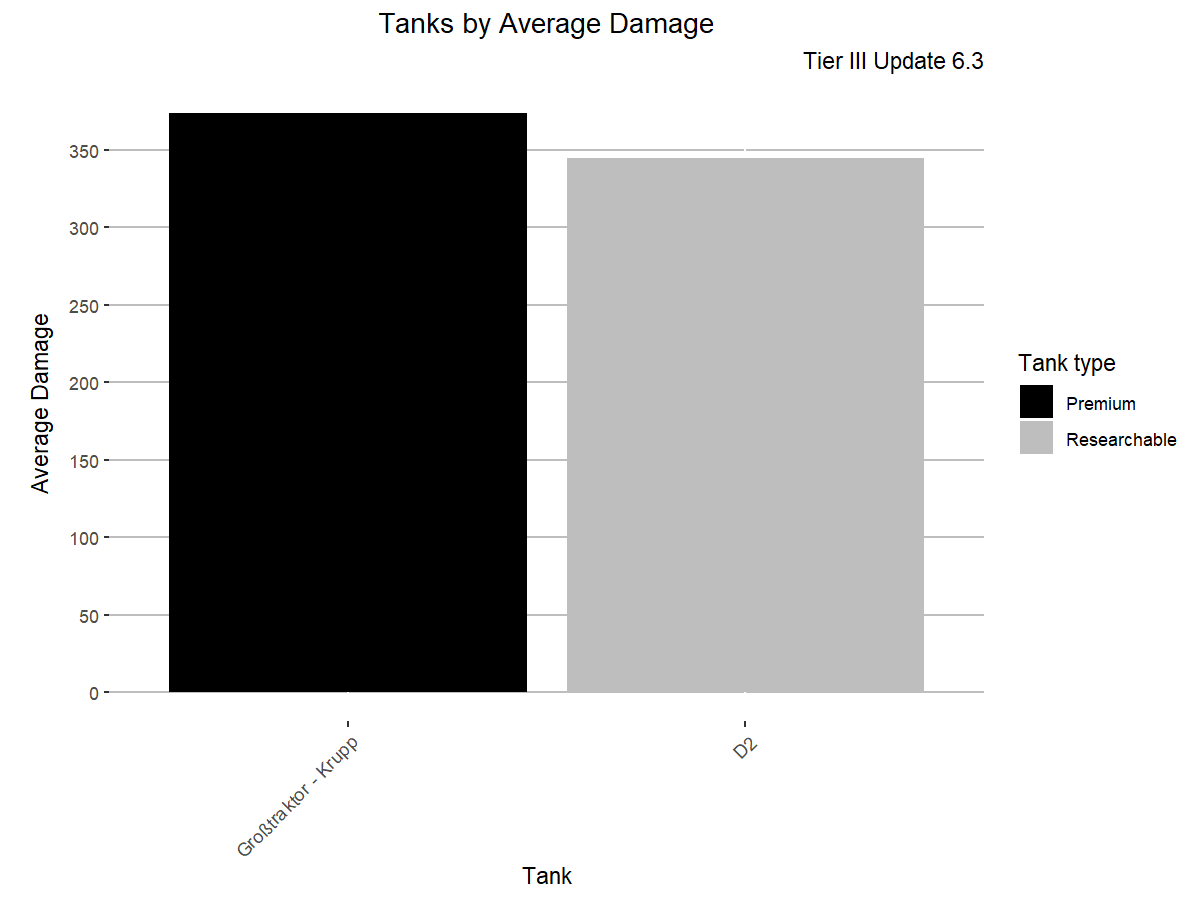 Tanks by Average Damage
Tier III Update 6.3
Average Damage
350
300
250
200
150
100
50
0
Großtraktor - Krupp
D2
Tank
Tank type
Premium
Researchable